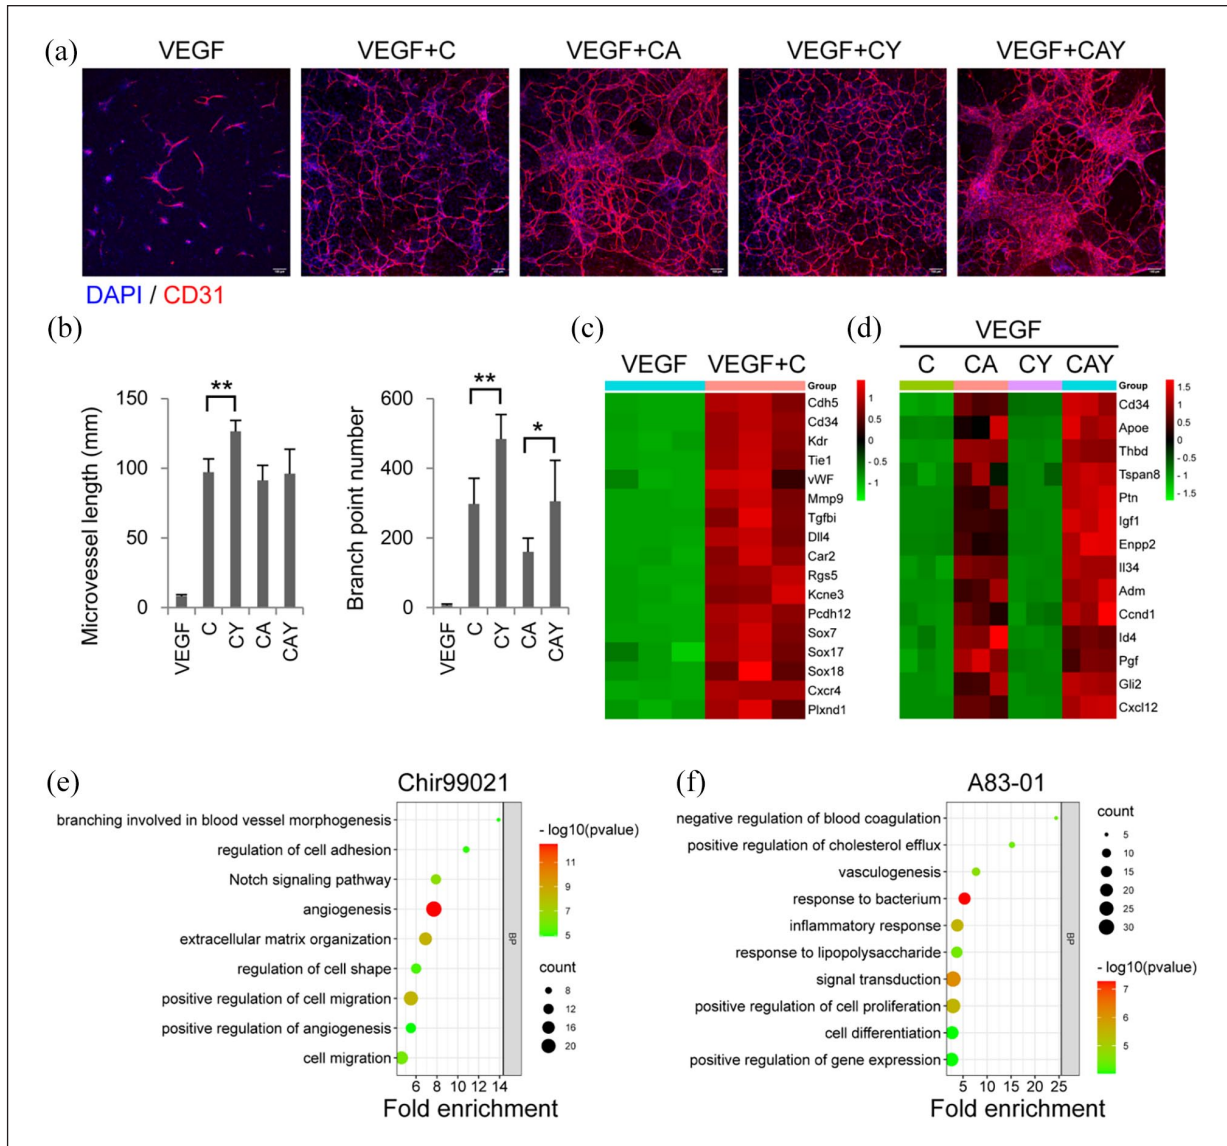 (a)
VEGF VEGF+C VEGF+CA VEGF+CY VEGF+CAY
DAPI / CD31
(b)
Microvessel length (mm)
150
100
50
0
**
VEGF
C
CY
CA
CAY
Branch point number
600
400
200
0
**
*
VEGF
C
CY
CA
CAY
(c)
VEGF VEGF+C
Group
Cdh5
Cd34
Kdr
Tie1
vWF
Mmp9
Tgfbi
Dll4
Car2
Rgs5
Kcne3
Pcdh12
Sox7
Sox17
Sox18
Cxcr4
Plxnd1
1
0.5
0
- 0.5
- 1
(d)
VEGF
C CA CY CAY
Group
Cd34
Apoe
Thbd
Tspan8
Ptn
Igf1
Enpp2
Il34
Adm
Ccnd1
Id4
Pgf
Gli2
Cxcl12
1.5
1
0.5
0
- 0.5
- 1
- 1.5
(e)
Chir99021
branching involved in blood vessel morphogenesis
regulation of cell adhesion
Notch signaling pathway
angiogenesis
extracellular matrix organization
regulation of cell shape
positive regulation of cell migration
positive regulation of angiogenesis
cell migration
6 8 10 12 14
Fold enrichment
BP
- log10(pvalue)
11
9
7
5
count
8
12
16
20
(f)
A83-01
negative regulation of blood coagulation
positive regulation of cholesterol efflux
vasculogenesis
response to bacterium
inflammatory response
response to lipopolysaccharide
signal transduction
positive regulation of cell proliferation
cell differentiation
positive regulation of gene expression
5 10 15 20 25
Fold enrichment
BP
count
5
10
15
20
25
30
- log10(pvalue)
7
6
5